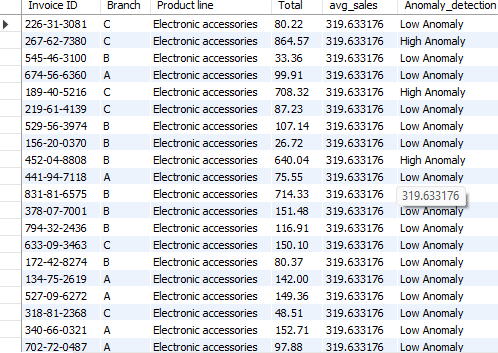 Invoice ID Branch Product line Total avg_sales Anomaly_detection
226-31-3081 C Electronic accessories 80.22 319.633176 Low Anomaly
267-62-7380 C Electronic accessories 864.57 319.633176 High Anomaly
545-46-3100 B Electronic accessories 33.36 319.633176 Low Anomaly
674-56-6360 A Electronic accessories 99.91 319.633176 Low Anomaly
189-40-5216 C Electronic accessories 708.32 319.633176 High Anomaly
219-61-4139 C Electronic accessories 87.23 319.633176 Low Anomaly
529-56-3974 B Electronic accessories 107.14 319.633176 Low Anomaly
156-20-0370 B Electronic accessories 26.72 319.633176 Low Anomaly
452-04-8808 B Electronic accessories 640.04 319.633176 High Anomaly
441-94-7118 A Electronic accessories 75.55 319.633176 Low Anomaly
831-81-6575 B Electronic accessories 714.33 319.633176 319.633176
378-07-7001 B Electronic accessories 151.48 319.633176 Low Anomaly
794-32-2436 B Electronic accessories 116.91 319.633176 Low Anomaly
633-09-3463 C Electronic accessories 150.10 319.633176 Low Anomaly
172-42-8274 B Electronic accessories 80.37 319.633176 Low Anomaly
134-75-2619 A Electronic accessories 142.00 319.633176 Low Anomaly
527-09-6272 A Electronic accessories 149.36 319.633176 Low Anomaly
318-81-2368 C Electronic accessories 48.51 319.633176 Low Anomaly
340-66-0321 A Electronic accessories 152.71 319.633176 Low Anomaly
702-72-0487 A Electronic accessories 97.88 319.633176 Low Anomaly